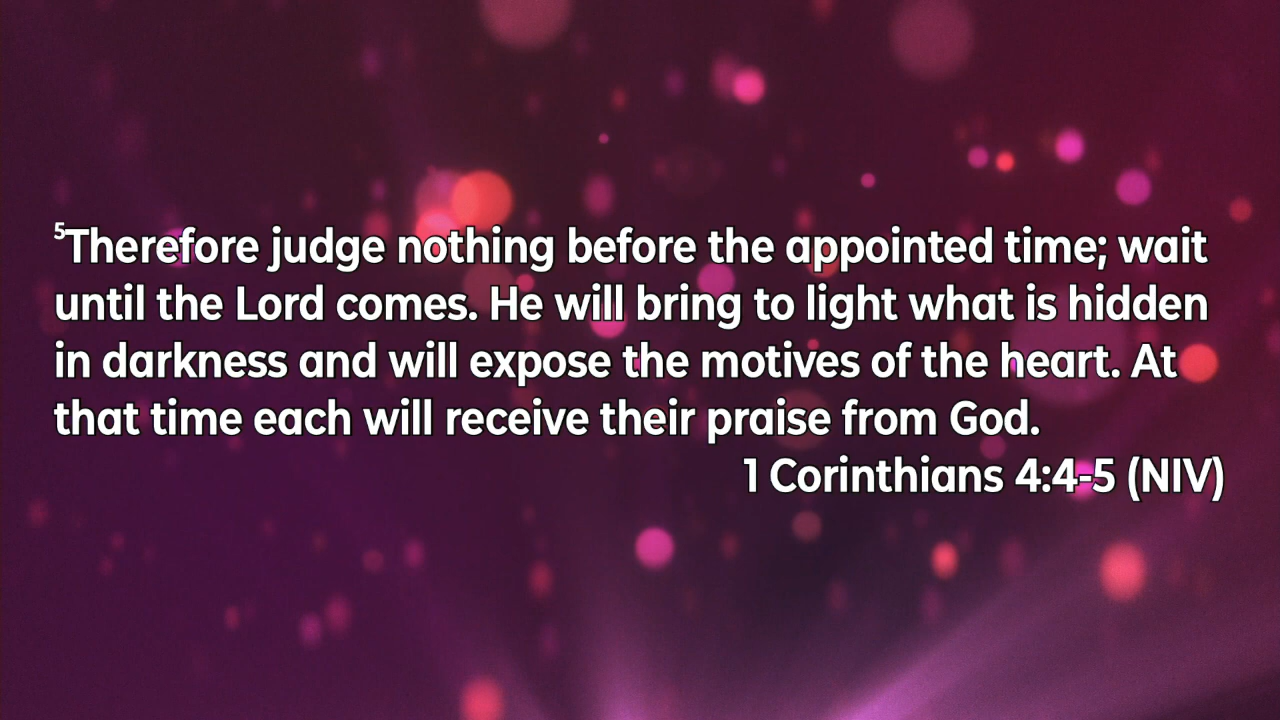 ⁵Therefore judge nothing before the appointed time; wait
until the Lord comes. He will bring to light what is hidden
in darkness and will expose the motives of the heart. At
that time each will receive their praise from God.
1 Corinthians 4:4-5 (NIV)